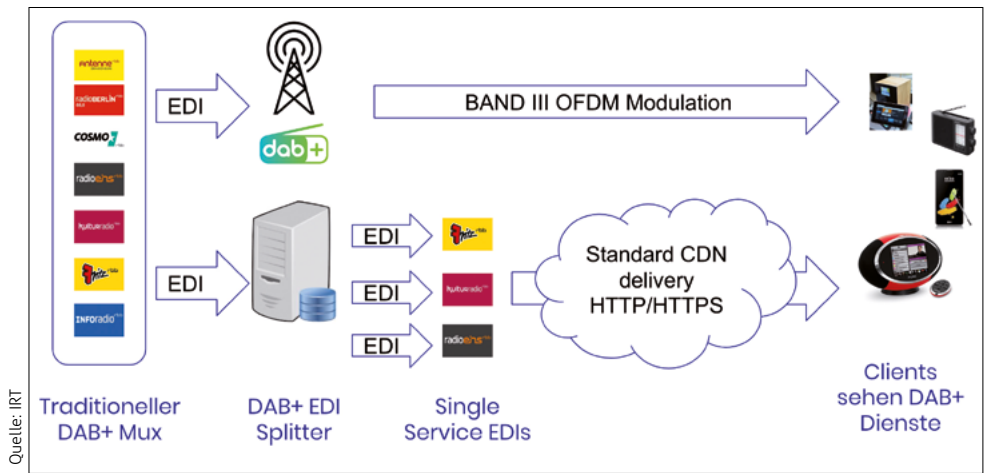 Antenne
radioBERLIN
COSMO
radioeins
kulturradio
Fritz
INFOradio
EDI
EDI
dab+
BAND III OFDM Modulation
EDI
EDI
EDI
Fritz
kulturradio
radioeins
Standard CDN
delivery
HTTP/HTTPS
Traditioneller
DAB+ Mux
DAB+ EDI
Splitter
Single
Service EDIs
Clients
sehen DAB+
Dienste
Quelle: IRT